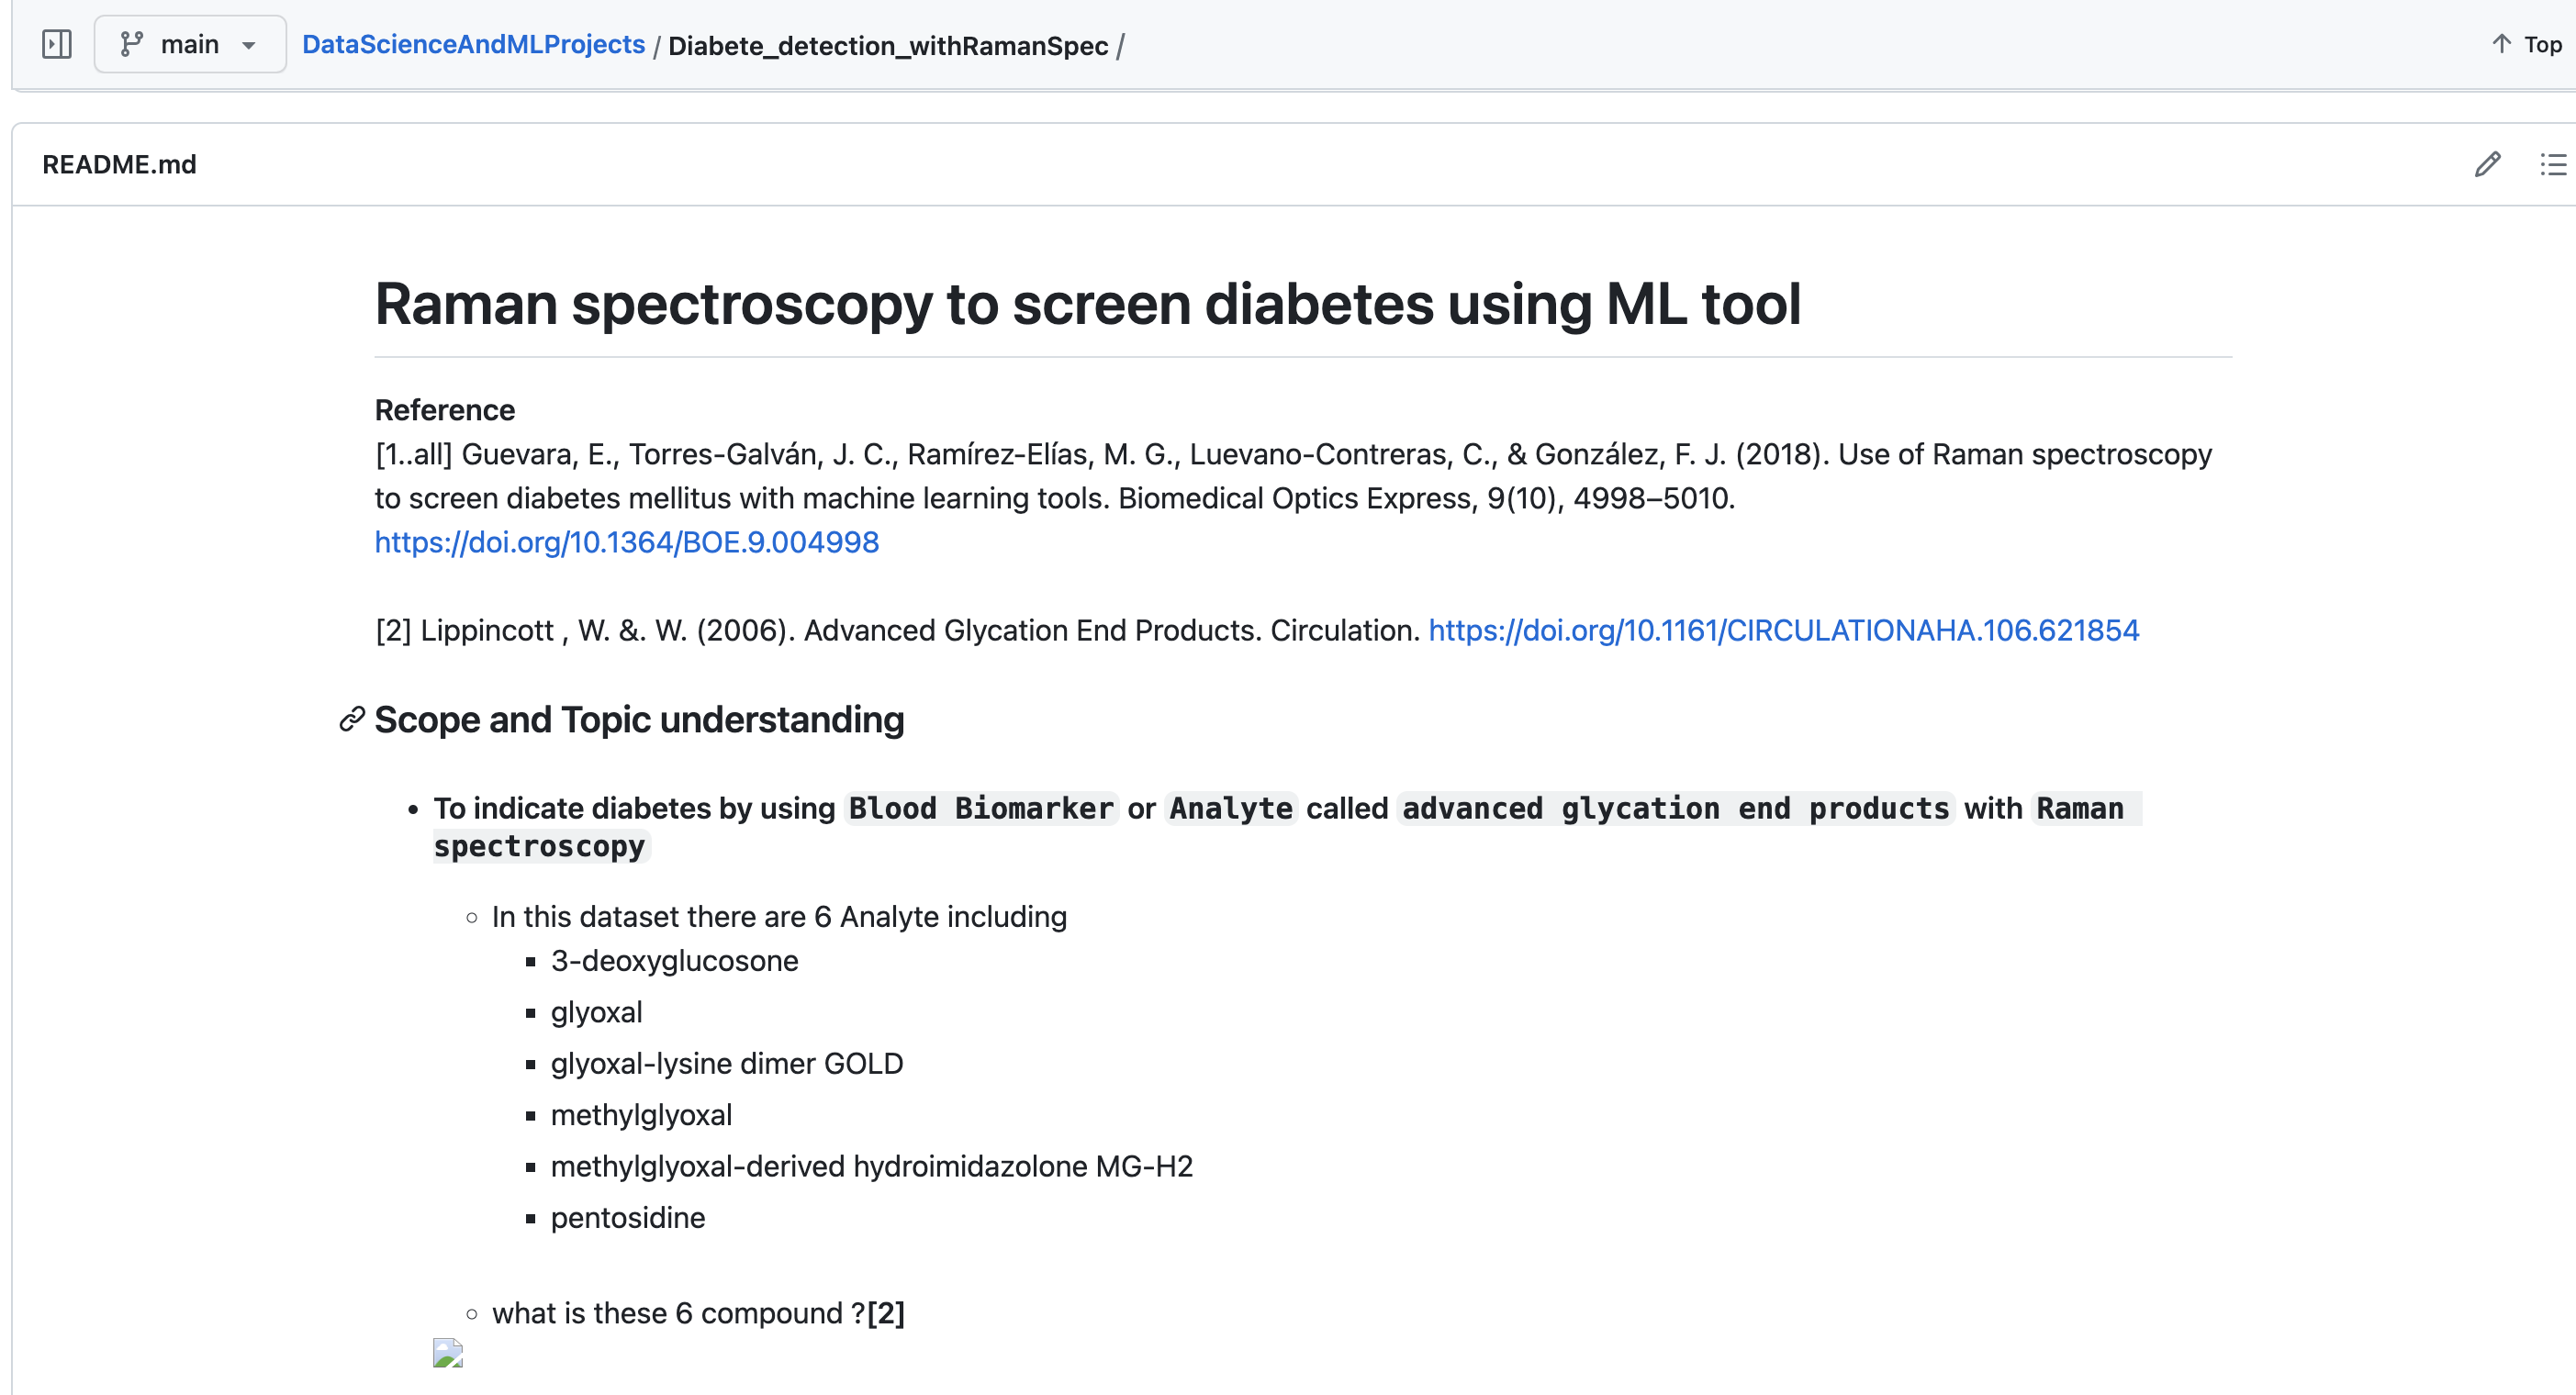 main
DataScienceAndMLProjects / Diabete_detection_withRamanSpec /
Top
README.md
Raman spectroscopy to screen diabetes using ML tool
Reference
[1..all] Guevara, E., Torres-Galván, J. C., Ramírez-Elías, M. G., Luevano-Contreras, C., & González, F. J. (2018). Use of Raman spectroscopy
to screen diabetes mellitus with machine learning tools. Biomedical Optics Express, 9(10), 4998–5010.
https://doi.org/10.1364/BOE.9.004998
[2] Lippincott , W. &. W. (2006). Advanced Glycation End Products. Circulation. https://doi.org/10.1161/CIRCULATIONAHA.106.621854
Scope and Topic understanding
• To indicate diabetes by using Blood Biomarker or Analyte called advanced glycation end products with Raman
spectroscopy
◦ In this dataset there are 6 Analyte including
▪ 3-deoxyglucosone
▪ glyoxal
▪ glyoxal-lysine dimer GOLD
▪ methylglyoxal
▪ methylglyoxal-derived hydroimidazolone MG-H2
▪ pentosidine
◦ what is these 6 compound ?[2]